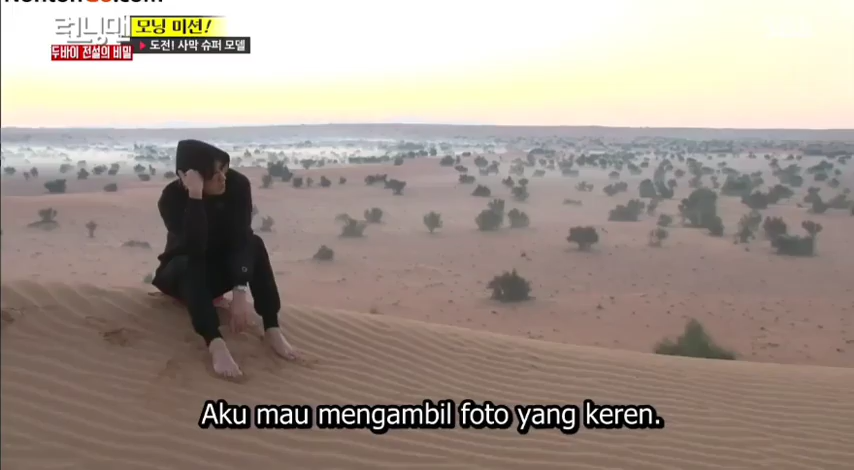 런닝맨
모닝 미션!
두바이 전설의 비밀
▶ 도전! 사막 슈퍼 모델
Aku mau mengambil foto yang keren.